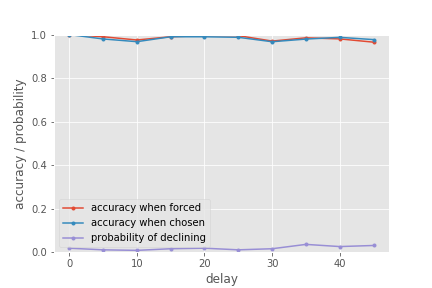 1.0
0.8
0.6
0.4
0.2
0.0
accuracy / probability
accuracy when forced
accuracy when chosen
probability of declining
0 10 20 30 40
delay